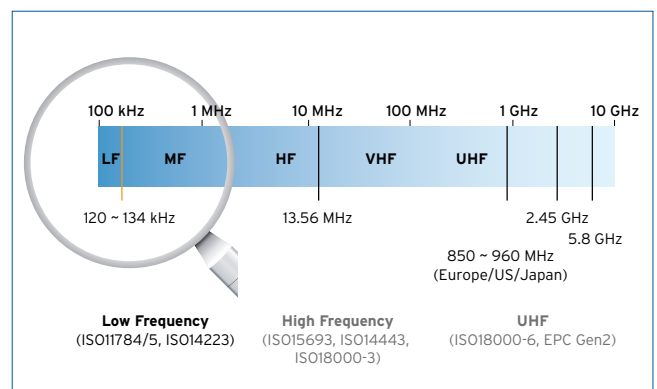 100 kHz 1 MHz 10 MHz 100 MHz 1 GHz 10 GHz
LF MF HF VHF UHF
120 ~ 134 kHz 13.56 MHz 2.45 GHz
5.8 GHz
850 ~ 960 MHz
(Europe/US/Japan)
Low Frequency High Frequency UHF
(ISO11784/5, ISO14223) (ISO15693, ISO14443, (ISO18000-6, EPC Gen2)
ISO18000-3)